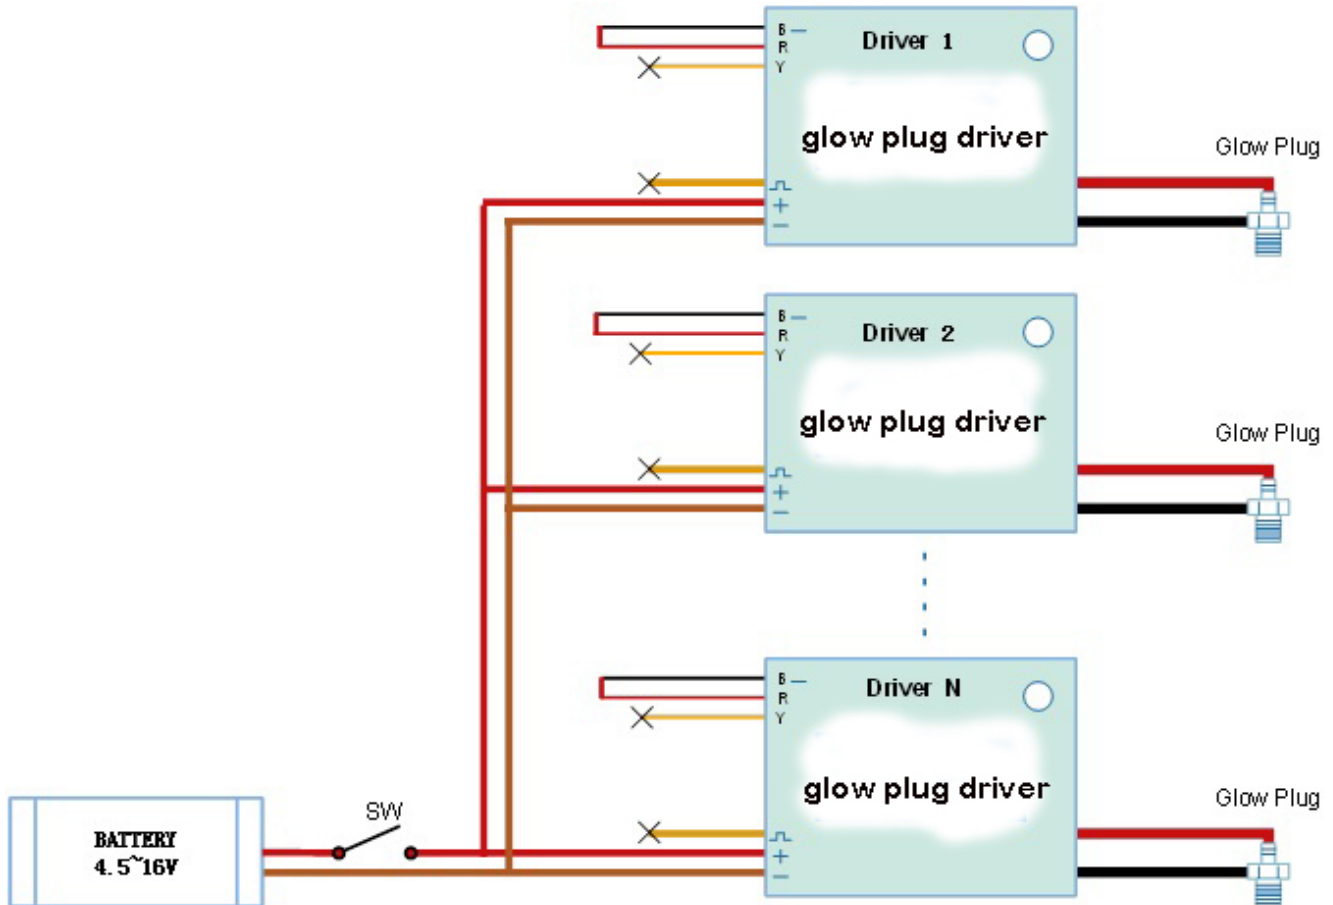 B —
Driver 1
R
Y
glow plug driver
Glow Plug
+
−
B —
Driver 2
R
Y
glow plug driver
Glow Plug
+
−
B —
Driver N
R
Y
glow plug driver
Glow Plug
SW
BATTERY
4.5~16V
+
−